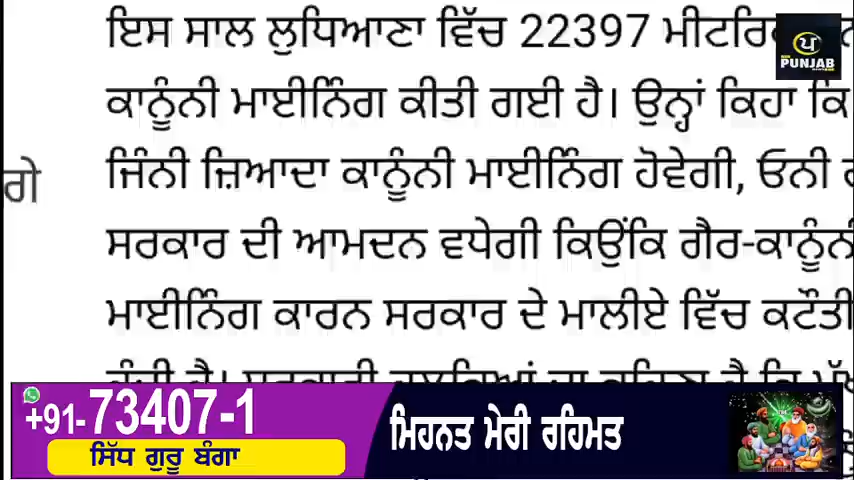 ਇਸ ਸਾਲ ਲੁਧਿਆਣਾ ਵਿੱਚ 22397 ਮੀਟਰਿਕ
ਕਾਨੂੰਨੀ ਮਾਈਨਿੰਗ ਕੀਤੀ ਗਈ ਹੈ। ਉਨ੍ਹਾਂ ਕਿਹਾ ਕਿ
ਗੇ
ਜਿੰਨੀ ਜ਼ਿਆਦਾ ਕਾਨੂੰਨੀ ਮਾਈਨਿੰਗ ਹੋਵੇਗੀ, ਓਨੀ
ਸਰਕਾਰ ਦੀ ਆਮਦਨ ਵਧੇਗੀ ਕਿਉਂਕਿ ਗੈਰ-ਕਾਨੂੰਨੀ
ਮਾਈਨਿੰਗ ਕਾਰਨ ਸਰਕਾਰ ਦੇ ਮਾਲੀਏ ਵਿੱਚ ਕਟੌਤੀ
ਪ
PUNJAB
+91-73407-1
ਸਿੱਧ ਗੁਰੂ ਬੰਗਾ
ਮਿਹਨਤ ਮੇਰੀ ਰਹਿਮਤ